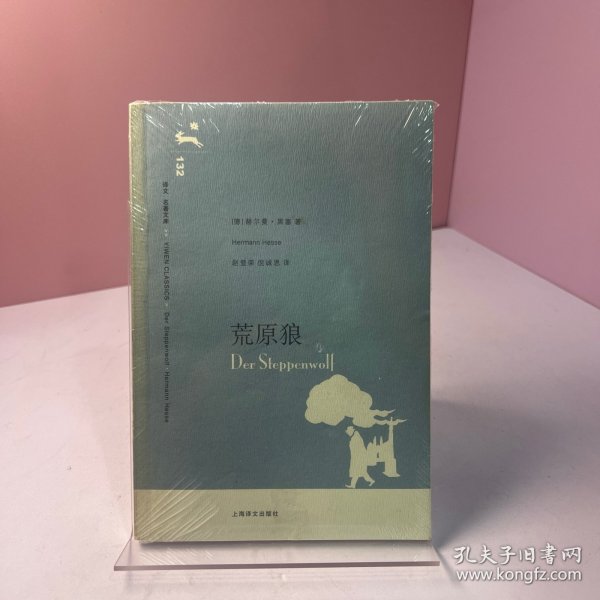 132
译文 名著文库 YIWEN CLASSICS · Der Steppenwolf · Hermann Hesse
[德] 赫尔曼·黑塞 著
Hermann Hesse
赵登荣 倪诚恩 译
荒原狼
Der Steppenwolf
上海译文出版社
孔夫子旧书网
www.kongfz.com